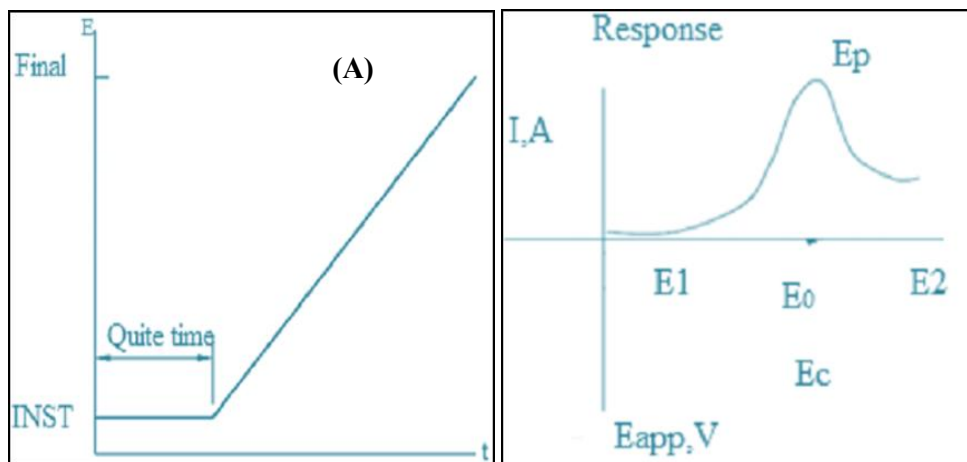 E
Final
(A)
Quite time
INST
t
Response
Ep
I,A
E1
E0
E2
Ec
Eapp,V